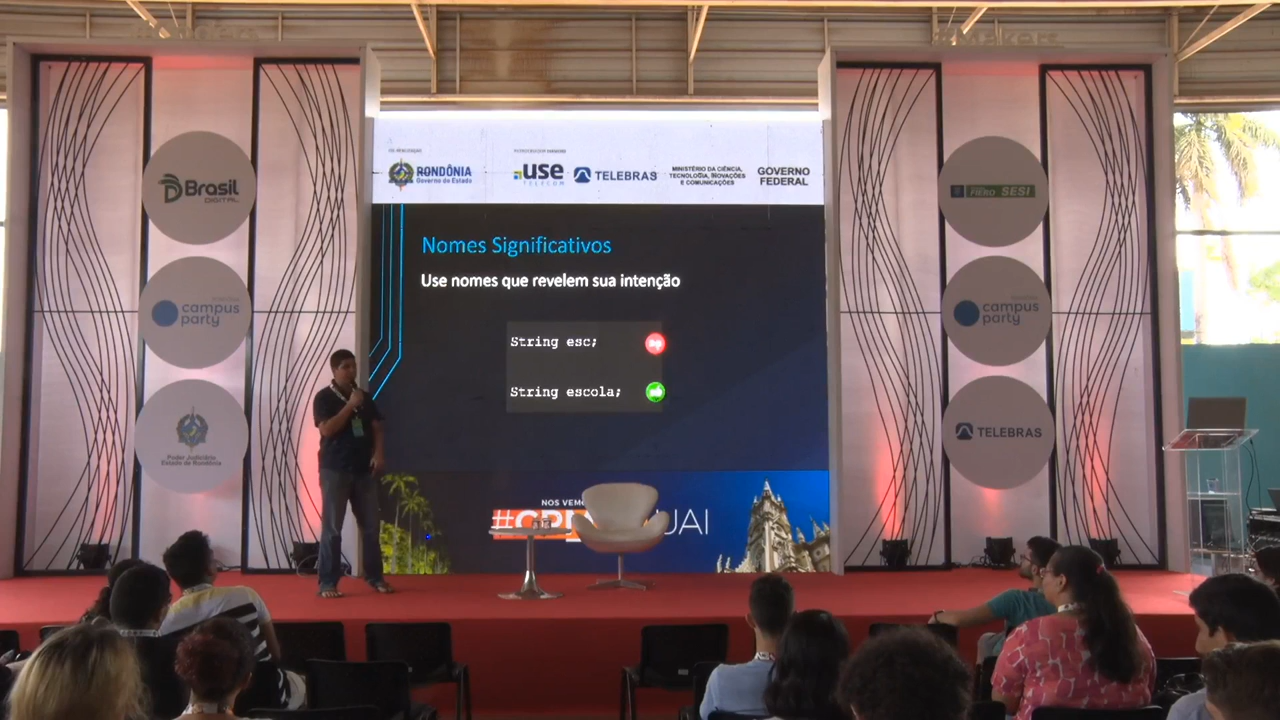 RONDÔNIA
Governo do Estado
use
TELECOM
TELEBRAS
MINISTÉRIO DA CIÊNCIA,
TECNOLOGIA, INOVAÇÕES
E COMUNICAÇÕES
GOVERNO
FEDERAL
Nomes Significativos
Use nomes que revelem sua intenção
String esc;
String escola;
NOS VEM
UAI
Brasil
DIGITAL
campus
party
Poder Judiciário
Estado de Rondônia
FIERO SESI
campus
party
TELEBRAS